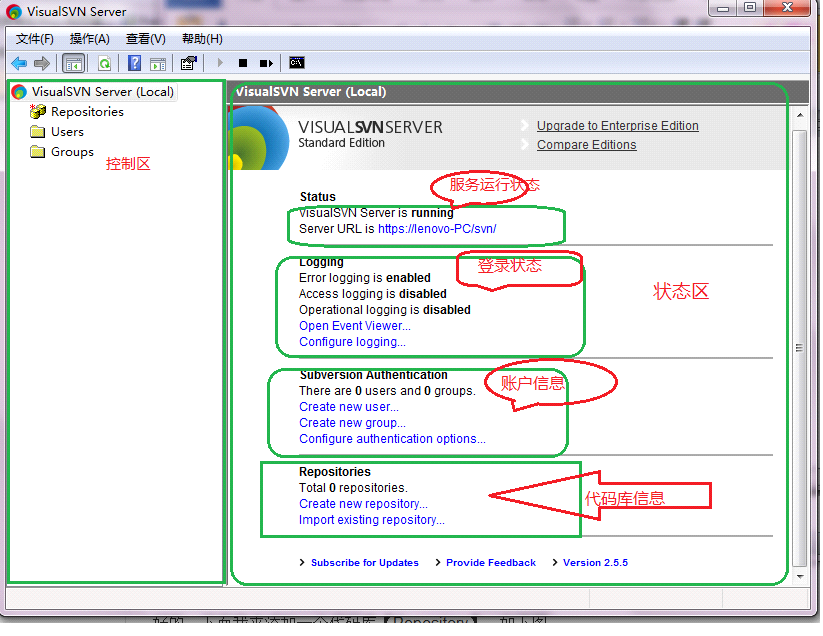 VisualSVN Server
文件(F) 操作(A) 查看(V) 帮助(H)
VisualSVN Server (Local)
Repositories
Users
Groups
控制区
VisualSVN Server (Local)
VISUALSVN SERVER
Standard Edition
Upgrade to Enterprise Edition
Compare Editions
Status
服务运行状态
VisualSVN Server is running
Server URL is https://lenovo-PC/svn/
Logging
登录状态
Error logging is enabled
Access logging is disabled
Operational logging is disabled
Open Event Viewer...
Configure logging...
状态区
Subversion Authentication
账户信息
There are 0 users and 0 groups.
Create new user...
Create new group...
Configure authentication options...
Repositories
Total 0 repositories.
Create new repository...
Import existing repository...
代码库信息
Subscribe for Updates Provide Feedback Version 2.5.5